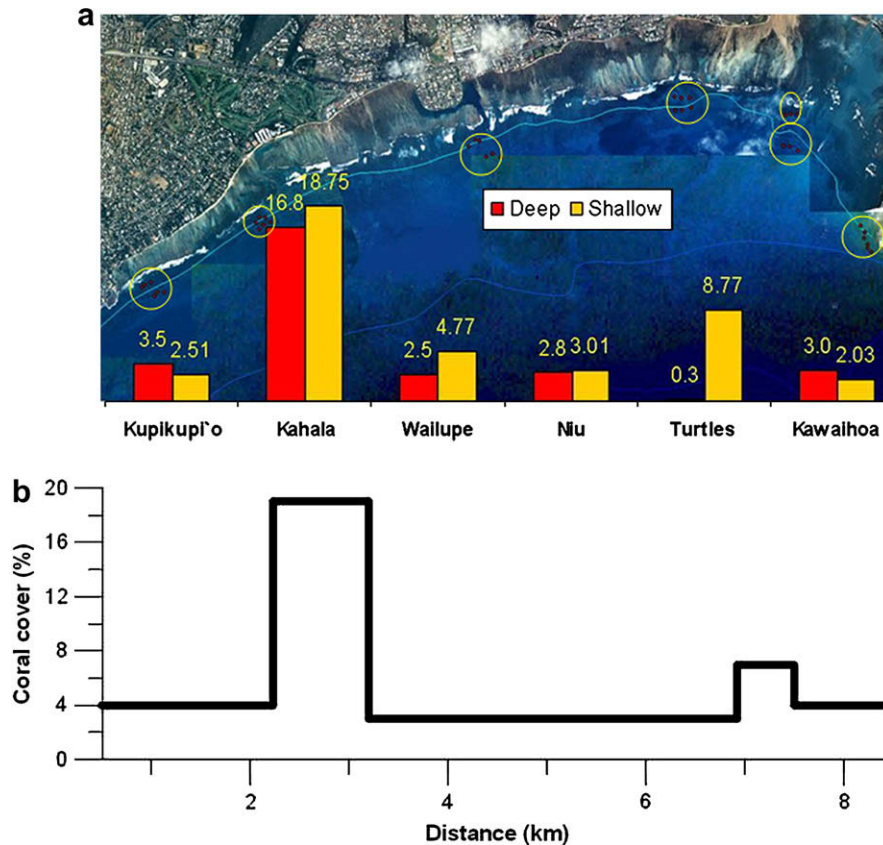 a
18.75
16.8
Deep Shallow
8.77
4.77
3.5
2.51
2.5
2.8 3.01
0.3
3.0
2.03
Kupikupi`o Kahala Wailupe Niu Turtles Kawaihoa
b
20
16
12
8
4
0
Coral cover (%)
2 4 6 8
Distance (km)